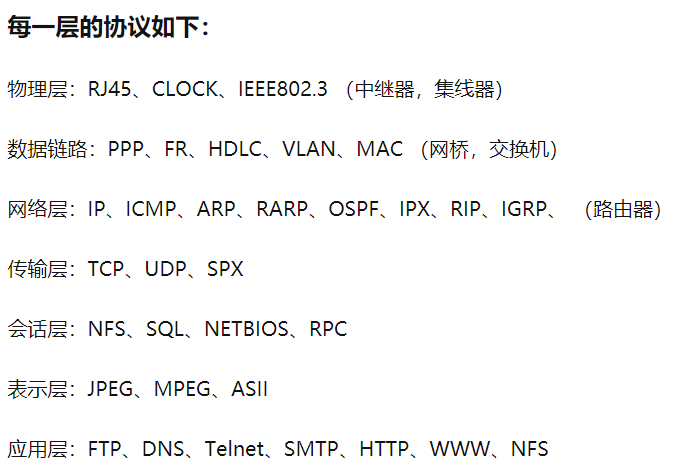 每一层的协议如下：
物理层：RJ45、CLOCK、IEEE802.3 （中继器，集线器）
数据链路：PPP、FR、HDLC、VLAN、MAC （网桥，交换机）
网络层：IP、ICMP、ARP、RARP、OSPF、IPX、RIP、IGRP、 （路由器）
传输层：TCP、UDP、SPX
会话层：NFS、SQL、NETBIOS、RPC
表示层：JPEG、MPEG、ASII
应用层：FTP、DNS、Telnet、SMTP、HTTP、WWW、NFS